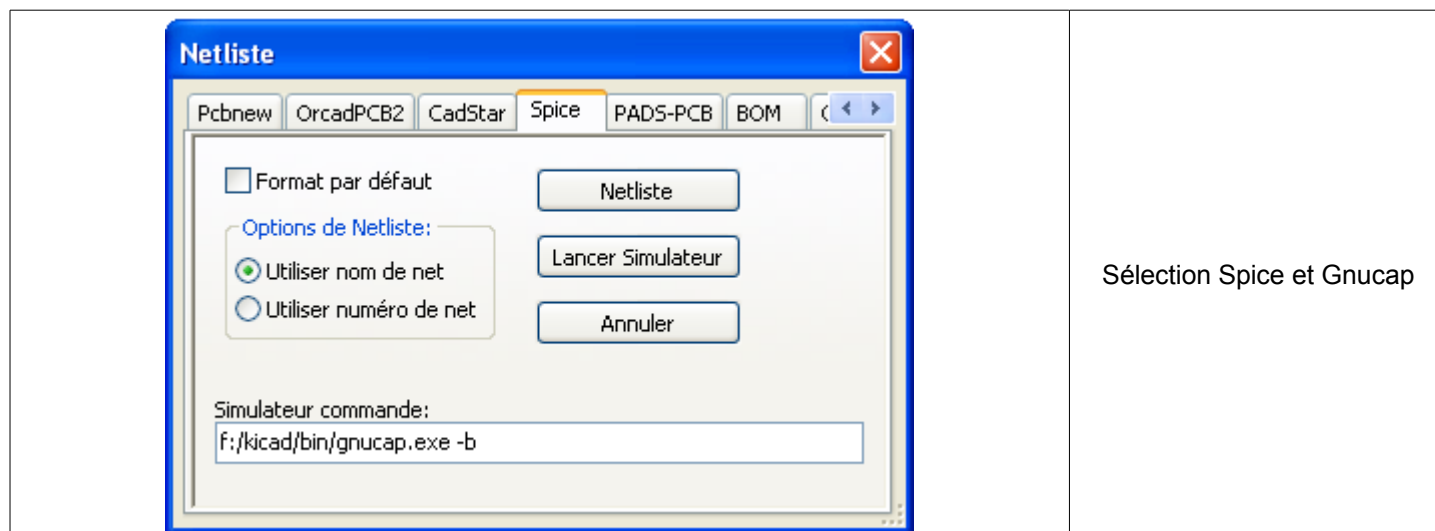 Netliste
Pcbnew OrcadPCB2 CadStar Spice PADS-PCB BOM
Format par défaut
Netliste
Options de Netliste:
Utiliser nom de net
Lancer Simulateur
Utiliser numéro de net
Annuler
Simulateur commande:
f:/kicad/bin/gnucap.exe -b
Sélection Spice et Gnucap